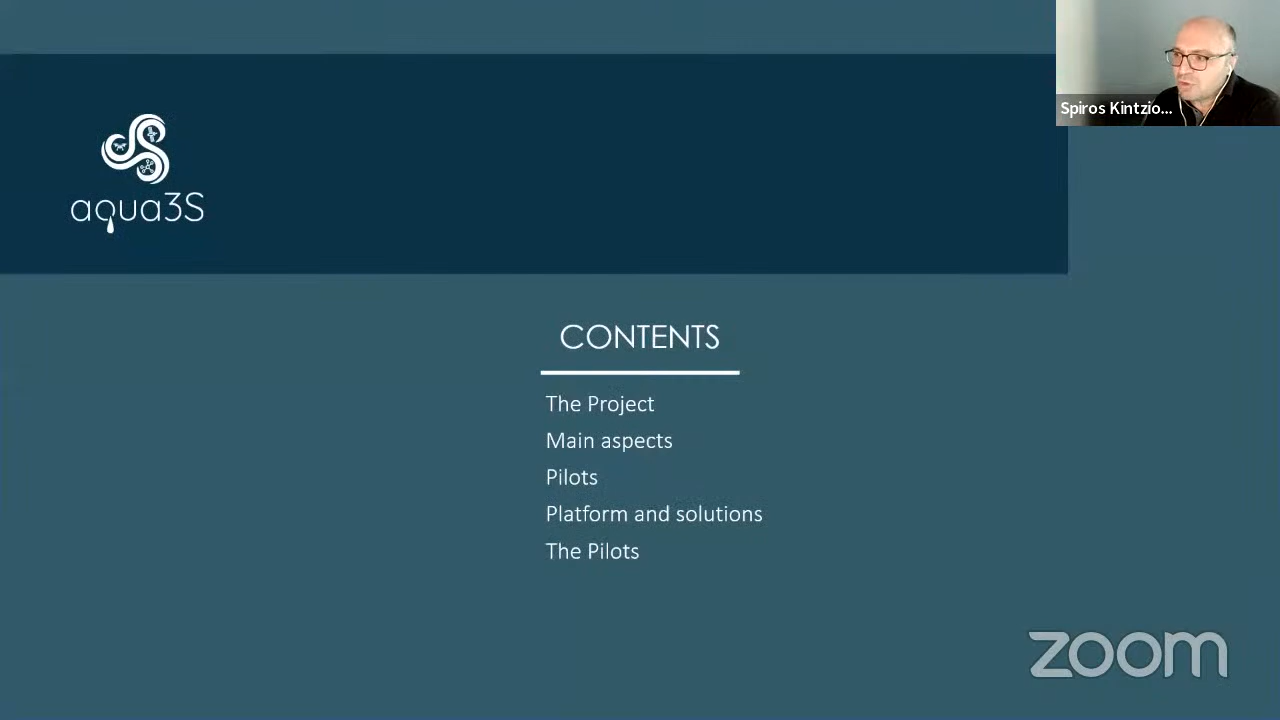 Spiros Kintzio...
aqua3S
CONTENTS
The Project
Main aspects
Pilots
Platform and solutions
The Pilots
zoom